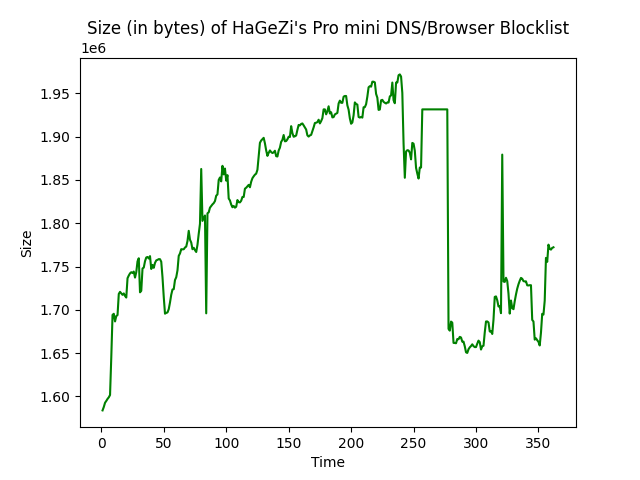 Size (in bytes) of HaGeZi's Pro mini DNS/Browser Blocklist
1e6
1.95
1.90
1.85
1.80
1.75
1.70
1.65
1.60
Size
0 50 100 150 200 250 300 350
Time